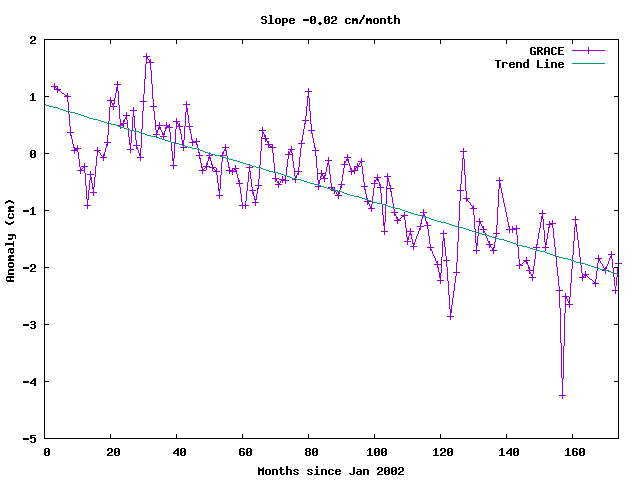 Slope -0.02 cm/month
GRACE
Trend Line
2
1
0
-1
-2
-3
-4
-5
Anomaly (cm)
0 20 40 60 80 100 120 140 160
Months since Jan 2002